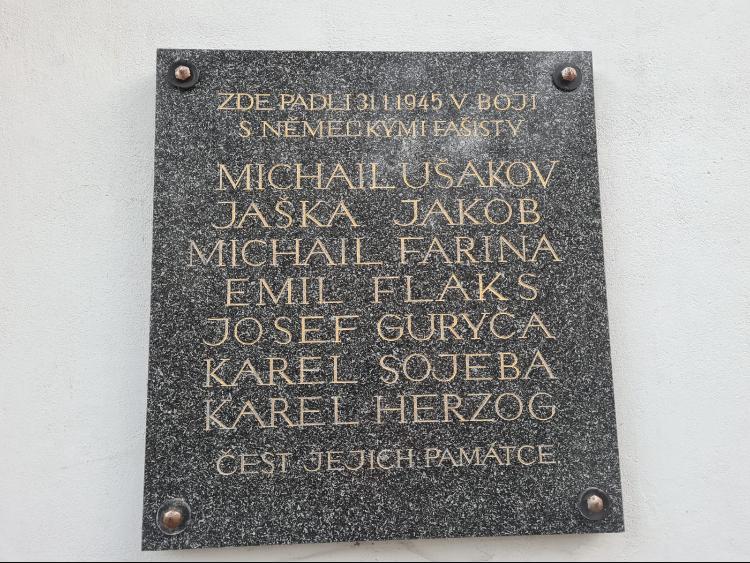 ZDE PADLI 31 1 1945 V BOJI
S NĚMECKÝMI FAŠISTY
MICHAIL UŠAKOV
JAŠKA JAKOB
MICHAIL FARINA
EMIL FLAKS
JOSEF GURYČA
KAREL SOJEBA
KAREL HERZOG
ČEST JEJICH PAMÁTCE